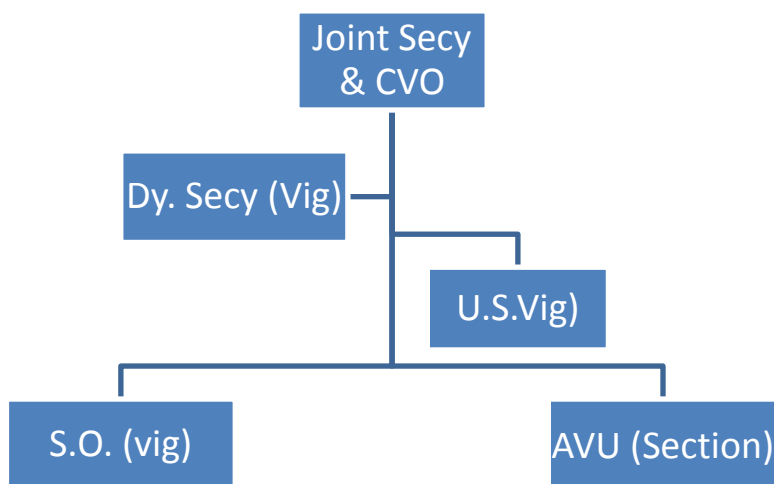 Joint Secy
& CVO
Dy. Secy (Vig)
U.S.Vig)
S.O. (vig)
AVU (Section)